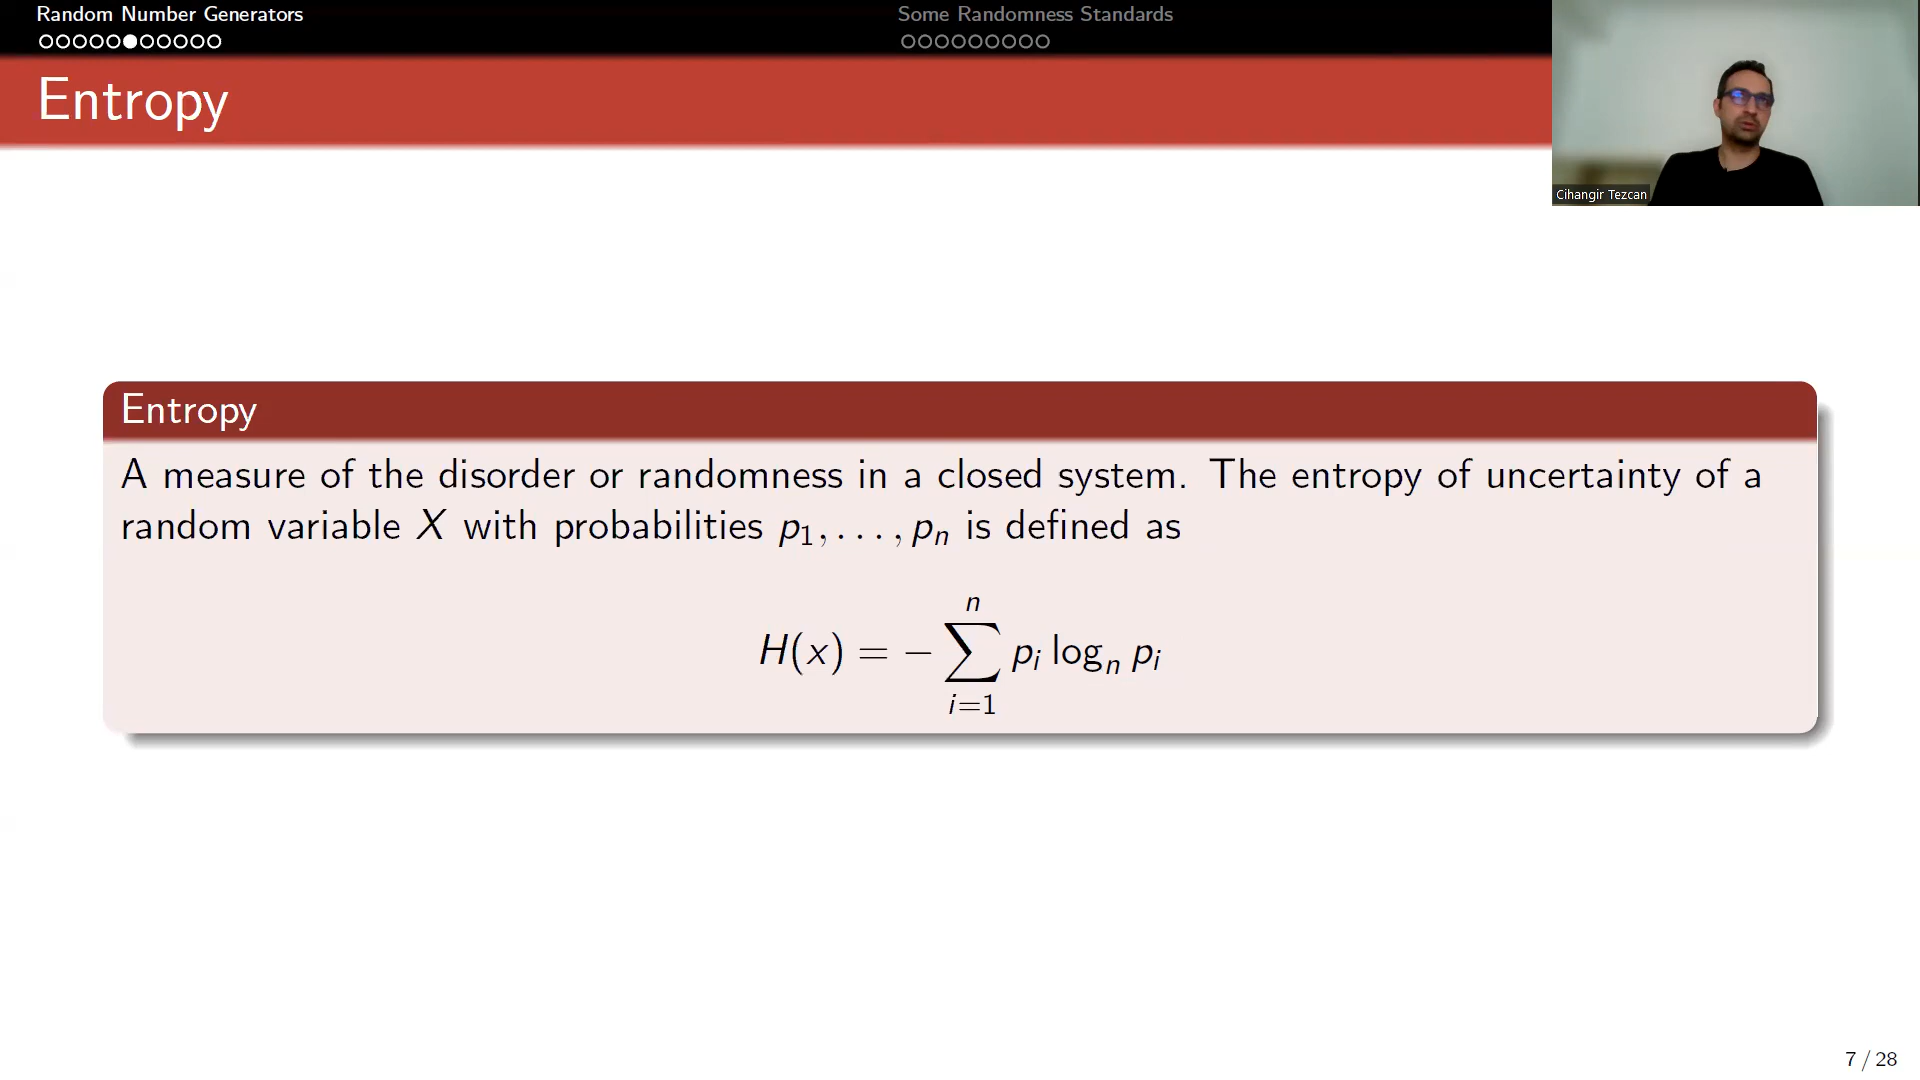 Random Number Generators
Some Randomness Standards
Entropy
Cihangir Tezcan
Entropy
A measure of the disorder or randomness in a closed system. The entropy of uncertainty of a
random variable X with probabilities p₁, . . . , pₙ is defined as
H(x) = − ∑ᵢ₌₁ⁿ pᵢ logₙ pᵢ
7 / 28